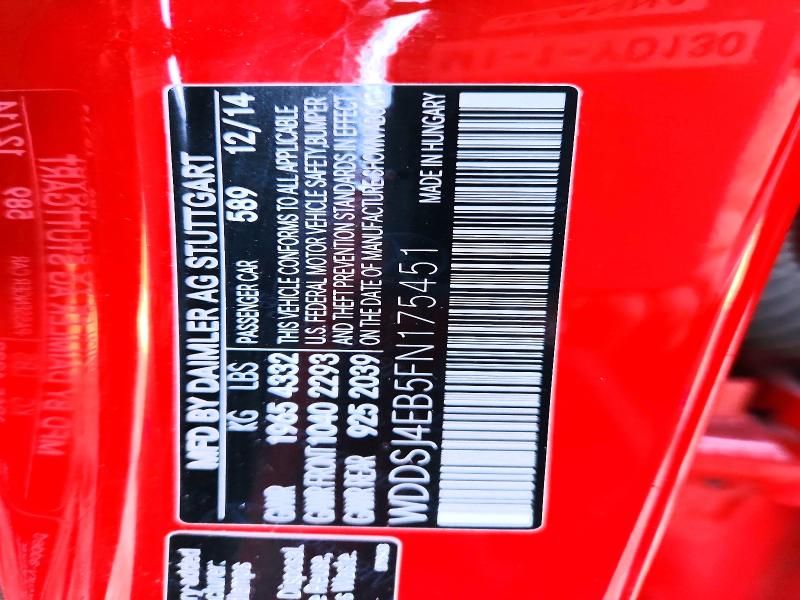 MFD BY DAIMLER AG STUTTGART
KG LBS PASSENGER CAR 589 12/14
GVWR 1965 4332 THIS VEHICLE CONFORMS TO ALL APPLICABLE
GAWR FRONT 1040 2293 U.S. FEDERAL MOTOR VEHICLE SAFETY,BUMPER
GAWR REAR 925 2039 AND THEFT PREVENTION STANDARDS IN EFFECT
ON THE DATE OF MANUFACTURE SHOWN ABOVE
WDDSJ4EB5FN175451 MADE IN HUNGARY